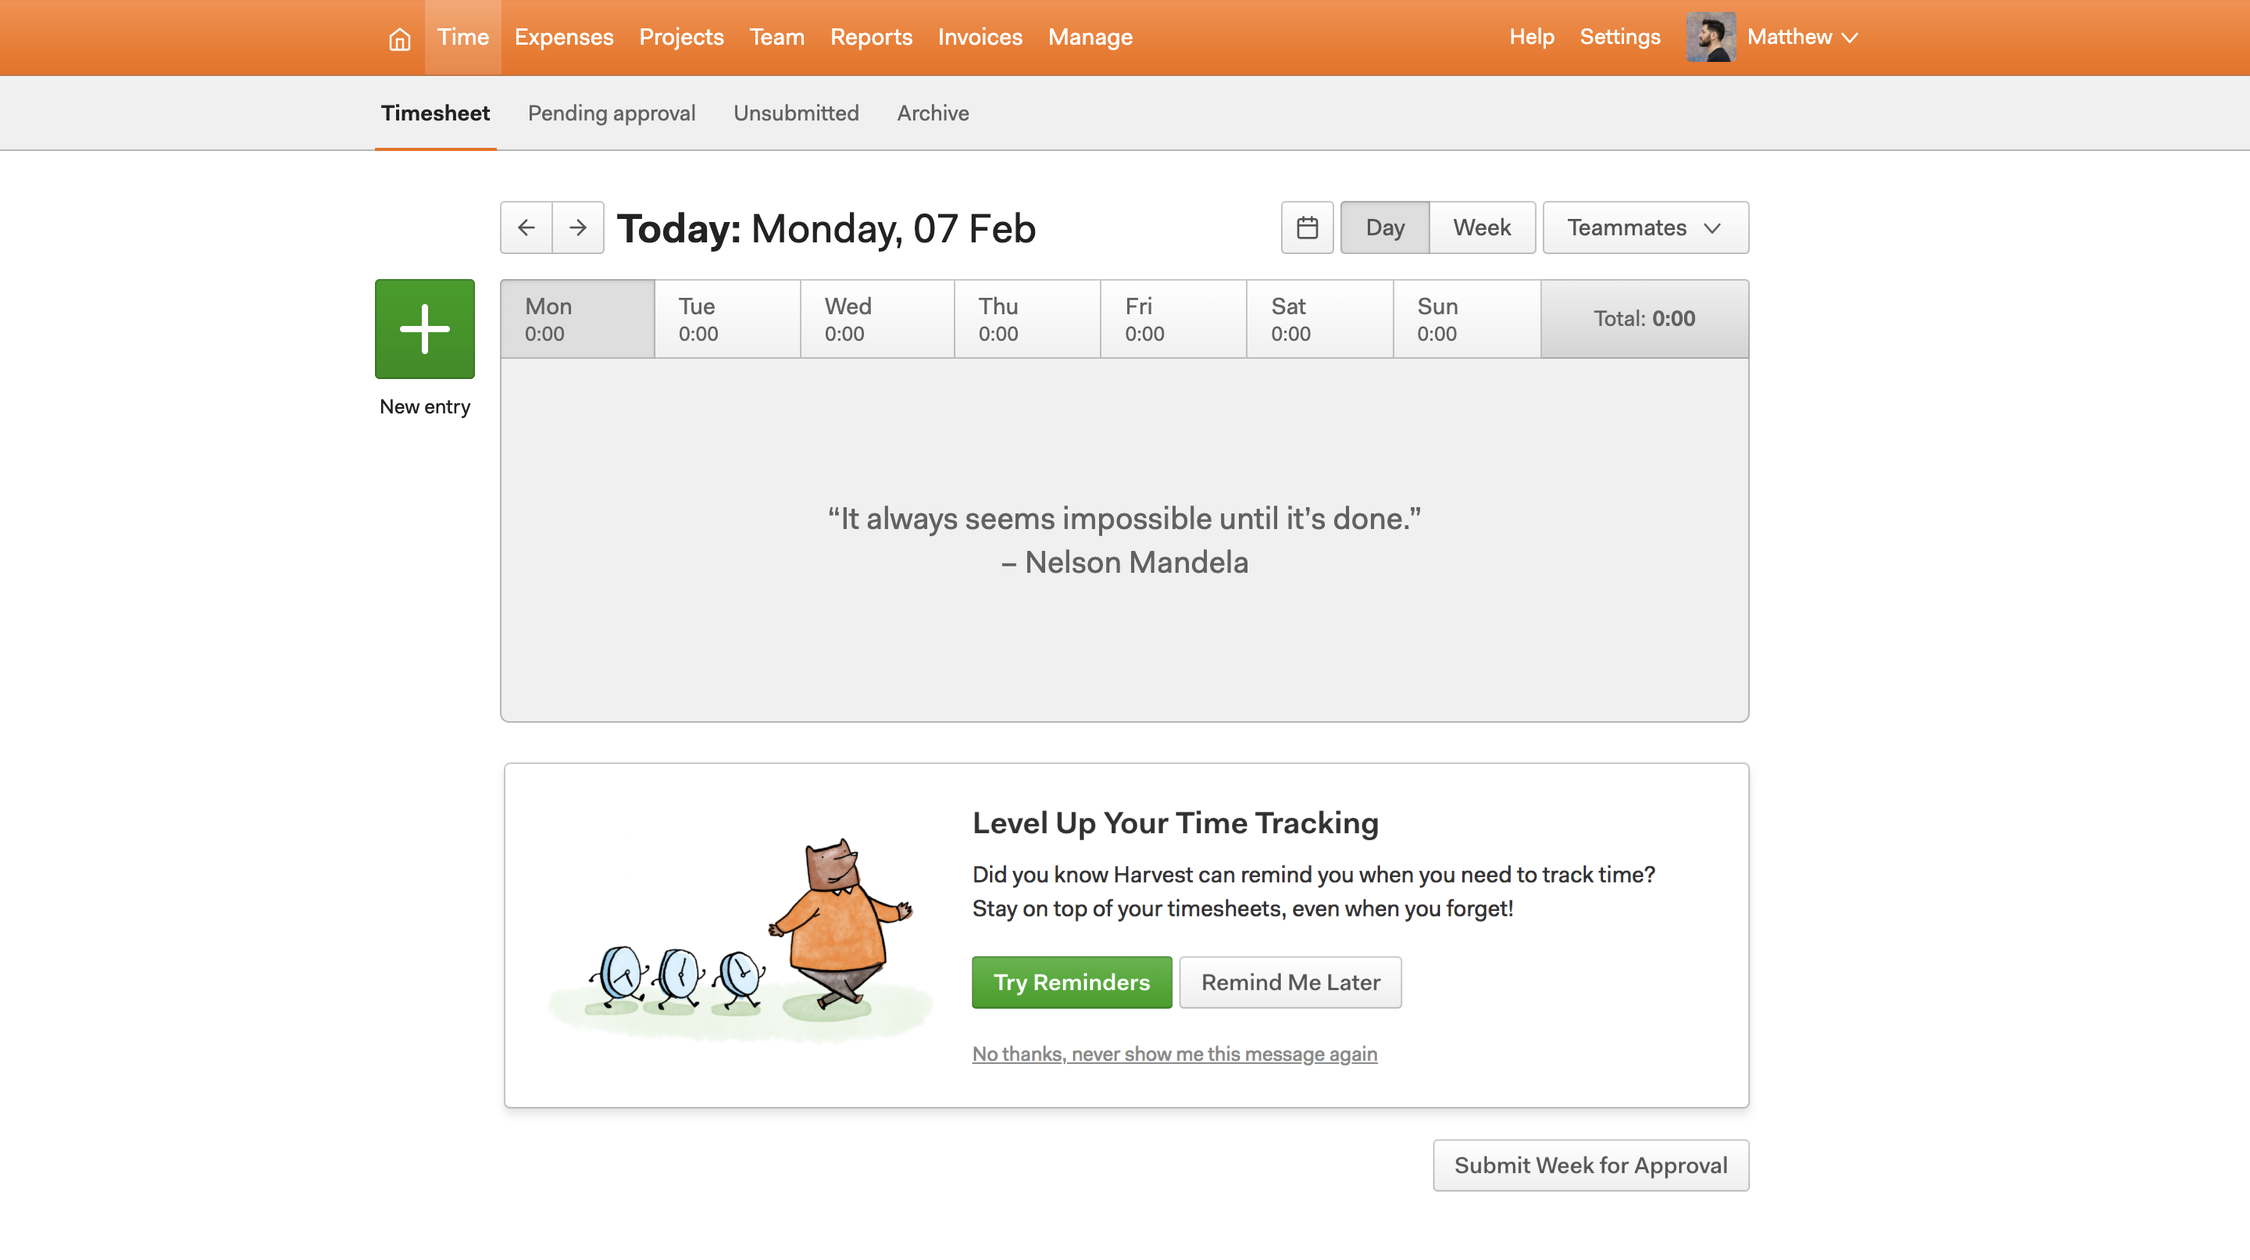 Time Expenses Projects Team Reports Invoices Manage Help Settings Matthew
Timesheet Pending approval Unsubmitted Archive
Today: Monday, 07 Feb Day Week Teammates
Mon Tue Wed Thu Fri Sat Sun
0:00 0:00 0:00 0:00 0:00 0:00 0:00
Total: 0:00
New entry
“It always seems impossible until it’s done.”
– Nelson Mandela
Level Up Your Time Tracking
Did you know Harvest can remind you when you need to track time?
Stay on top of your timesheets, even when you forget!
Try Reminders Remind Me Later
No thanks, never show me this message again
Submit Week for Approval